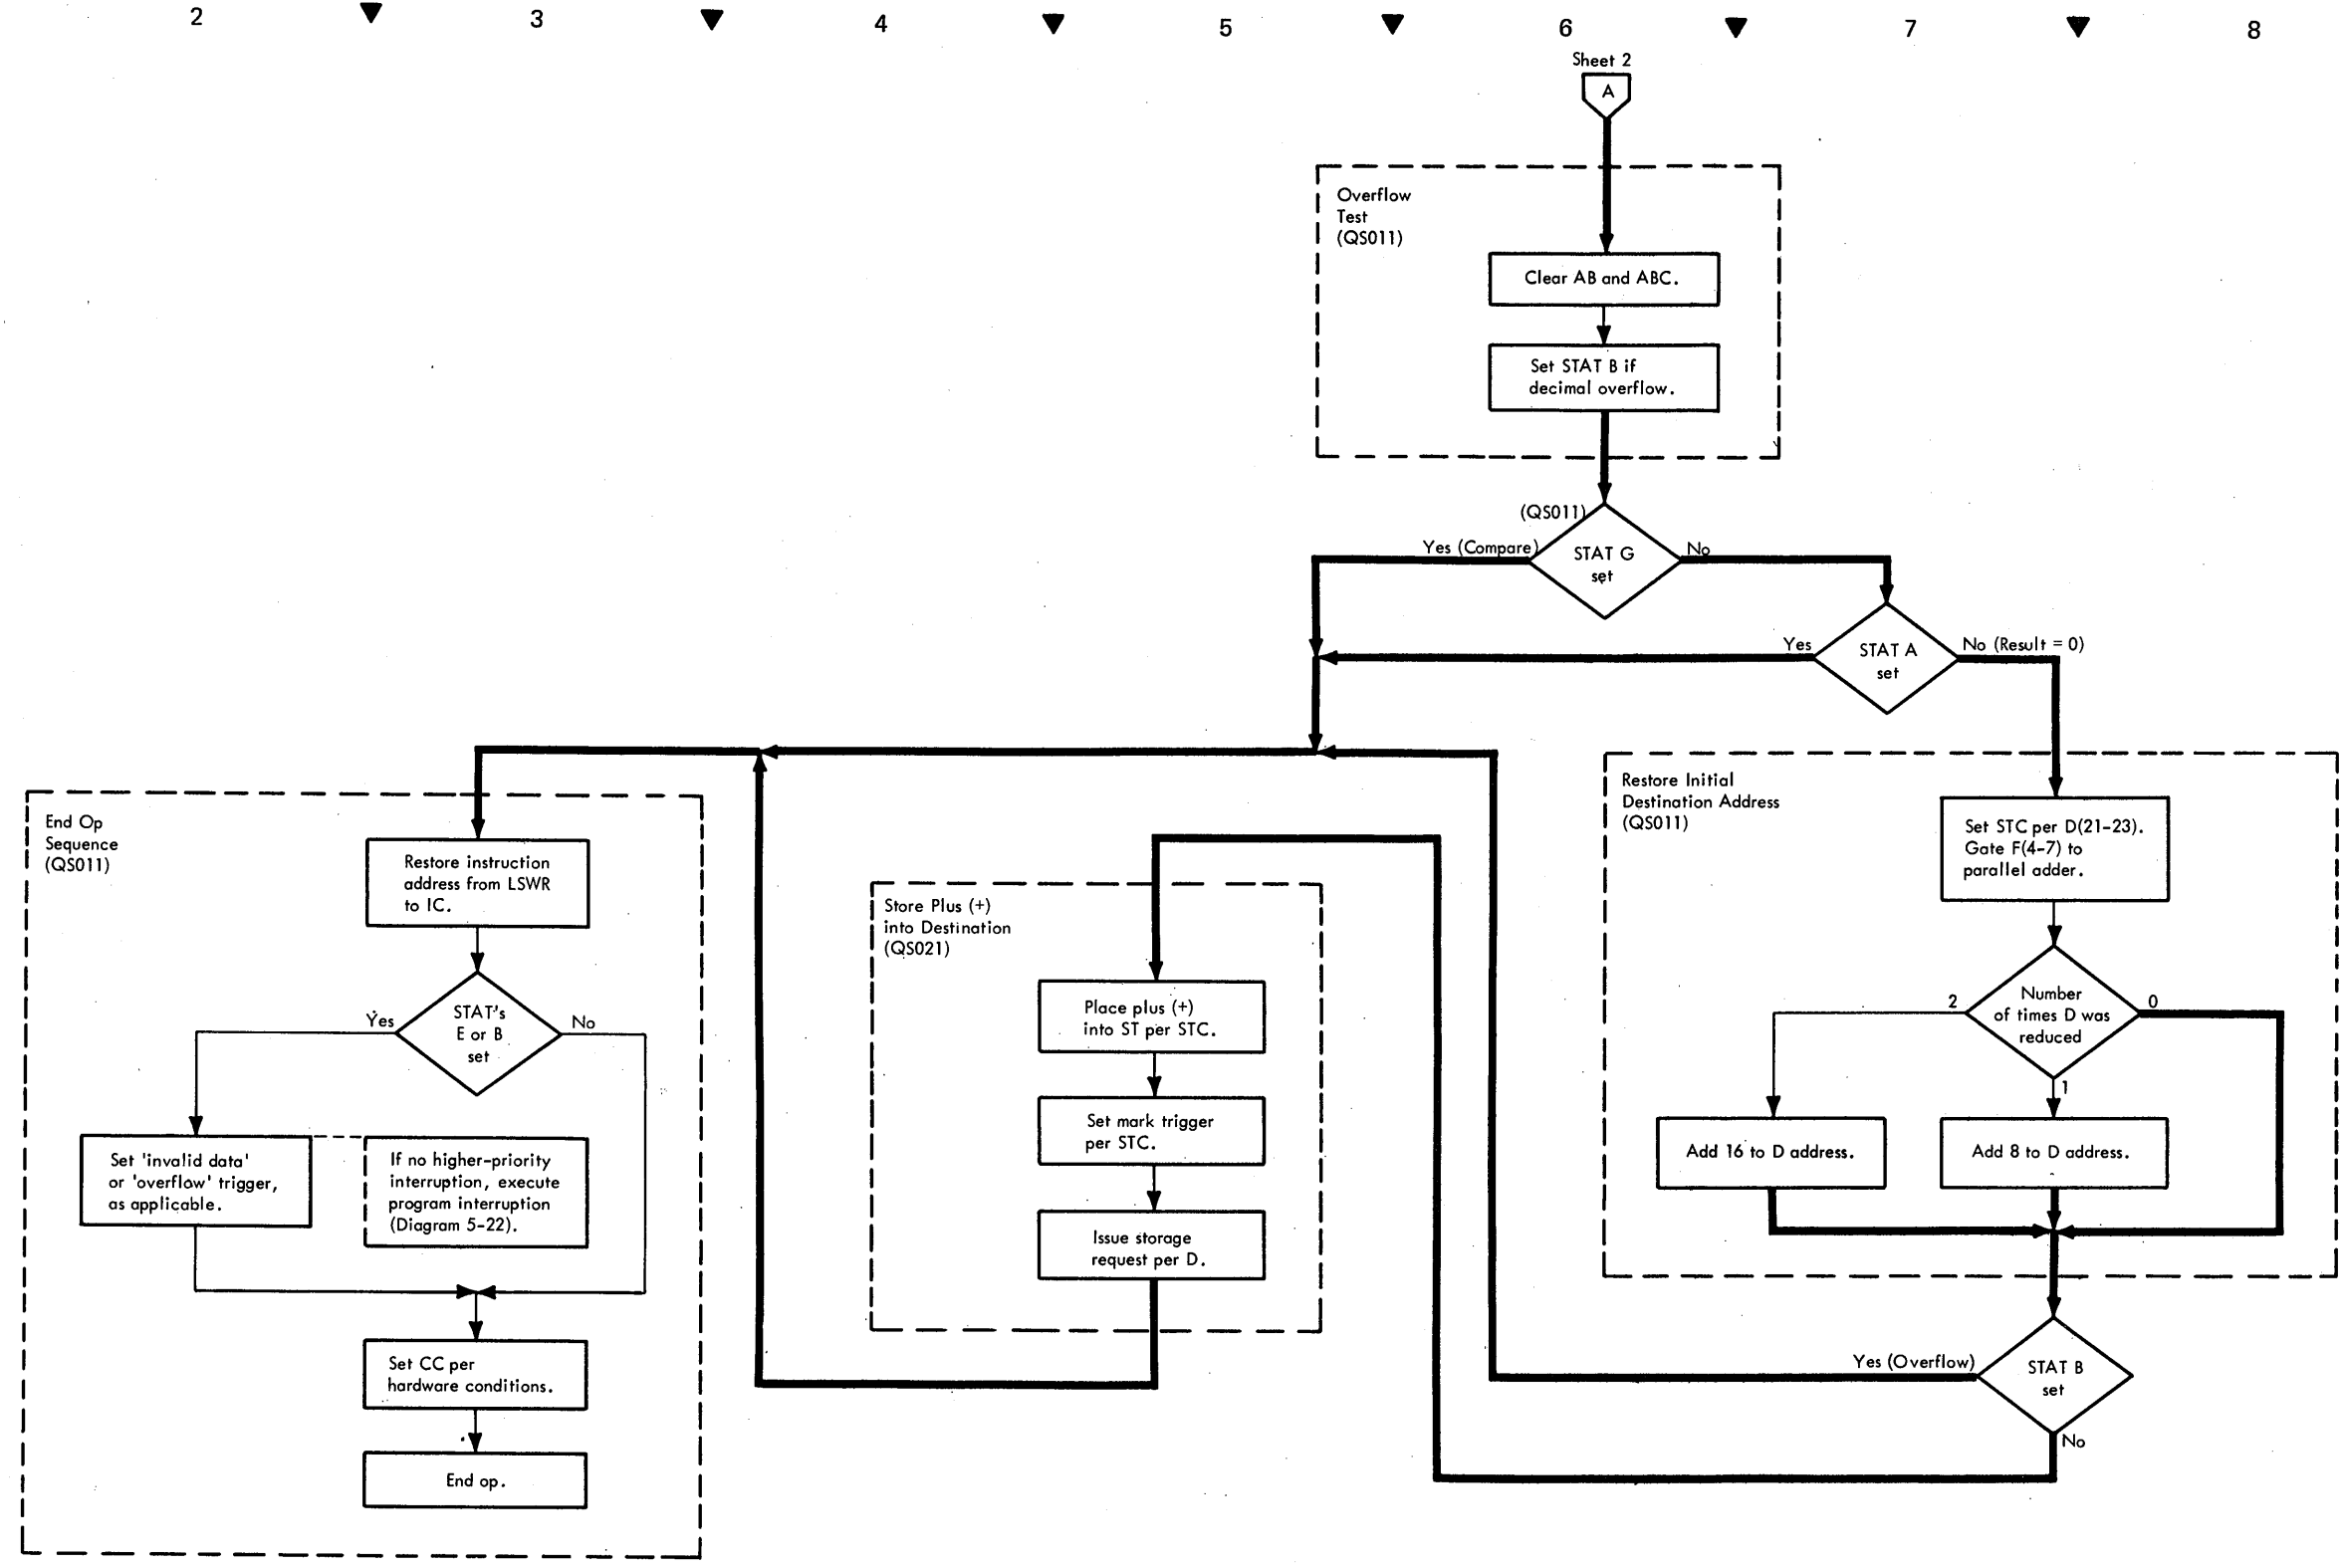 2 3 4 5 6 7 8
Sheet 2
A
Overflow
Test
(QS011)
Clear AB and ABC.
Set STAT B if
decimal overflow.
(QS011)
STAT G
set
Yes (Compare)
No
STAT A
set
Yes
No (Result = 0)
Restore Initial
Destination Address
(QS011)
Set STC per D(21-23).
Gate F(4-7) to
parallel adder.
Number
of times D was
reduced
2
0
1
Add 16 to D address.
Add 8 to D address.
STAT B
set
Yes (Overflow)
No
Store Plus (+)
into Destination
(QS021)
Place plus (+)
into ST per STC.
Set mark trigger
per STC.
Issue storage
request per D.
End Op
Sequence
(QS011)
Restore instruction
address from LSWR
to IC.
STAT's
E or B
set
Yes
No
Set 'invalid data'
or 'overflow' trigger,
as applicable.
If no higher-priority
interruption, execute
program interruption
(Diagram 5-22).
Set CC per
hardware conditions.
End op.